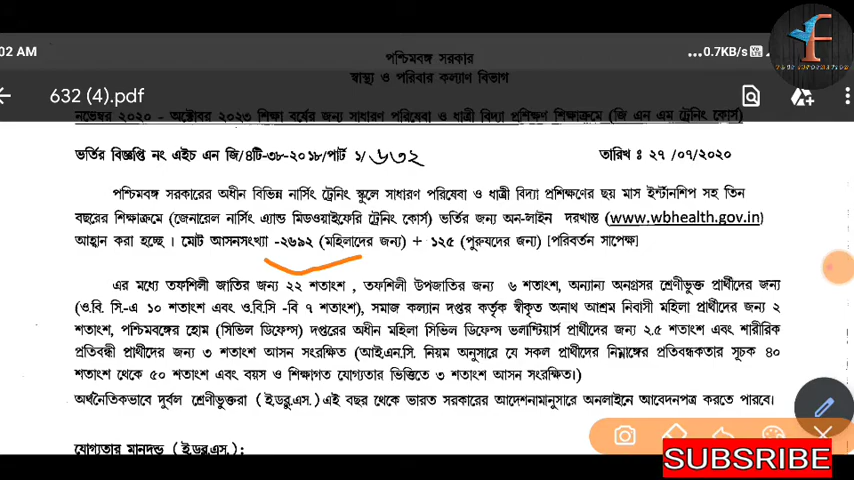 :02 AM
...0.7K/s
পশ্চিমবঙ্গ সরকার
স্বাস্থ্য ও পরিবার কল্যাণ বিভাগ
632 (4).pdf
YOUR INFORMATION
নভেম্বর ২০২০ - অক্টোবর ২০২৩ শিক্ষা বর্ষের জন্য সাধারণ পরিষেবা ও ধাত্রী বিদ্যা প্রশিক্ষণ শিক্ষাক্রমে (জি এন এম ট্রেনিং কোর্স)
ভর্তির বিজ্ঞপ্তি নং এইচ এন জি/৪টি-৩৮-২০১৮/পার্ট ১/৬৩২
তারিখ ঃ ২৭ /০৭/২০২০
পশ্চিমবঙ্গ সরকারের অধীন বিভিন্ন নার্সিং ট্রেনিং স্কুলে সাধারণ পরিষেবা ও ধাত্রী বিদ্যা প্রশিক্ষণের ছয় মাস ইন্টার্নশিপ সহ তিন
বছরের শিক্ষাক্রমে (জেনারেল নার্সিং এ্যান্ড মিডওয়াইফেরি ট্রেনিং কোর্স) ভর্তির জন্য অন-লাইন দরখাস্ত (www.wbhealth.gov.in)
আহ্বান করা হচ্ছে । মোট আসনসংখ্যা -২৬৯২ (মহিলাদের জন্য) + ১২৫ (পুরুষদের জন্য) [পরিবর্তন সাপেক্ষ]
এর মধ্যে তফশিলী জাতির জন্য ২২ শতাংশ , তফশিলী উপজাতির জন্য ৬ শতাংশ, অন্যান্য অনগ্রসর শ্রেণীভুক্ত প্রার্থীদের জন্য
(ও.বি. সি.-এ ১০ শতাংশ এবং ও.বি.সি -বি ৭ শতাংশ), সমাজ কল্যান দপ্তর কর্তৃক স্বীকৃত অনাথ আশ্রম নিবাসী মহিলা প্রার্থীদের জন্য ২
শতাংশ, পশ্চিমবঙ্গের হোম (সিভিল ডিফেন্স) দপ্তরের অধীন মহিলা সিভিল ডিফেন্স ভলান্টিয়ার্স প্রার্থীদের জন্য ২.৫ শতাংশ এবং শারীরিক
প্রতিবন্ধী প্রার্থীদের জন্য ৩ শতাংশ আসন সংরক্ষিত (আই.এন.সি. নিয়ম অনুসারে যে সকল প্রার্থীদের নিম্নাঙ্গের প্রতিবন্ধকতার সূচক ৪০
শতাংশ থেকে ৫০ শতাংশ এবং বয়স ও শিক্ষাগত যোগ্যতার ভিত্তিতে ৩ শতাংশ আসন সংরক্ষিত।)
অর্থনৈতিকভাবে দুর্বল শ্রেণীভুক্তরা (ই.ডব্লু.এস.) এই বছর থেকে ভারত সরকারের আদেশনামানুসারে অনলাইনে আবেদনপত্র করতে পারবে।
যোগ্যতার মানদন্ড (ই.ডব্লু.এস.):
SUBSCRIBE